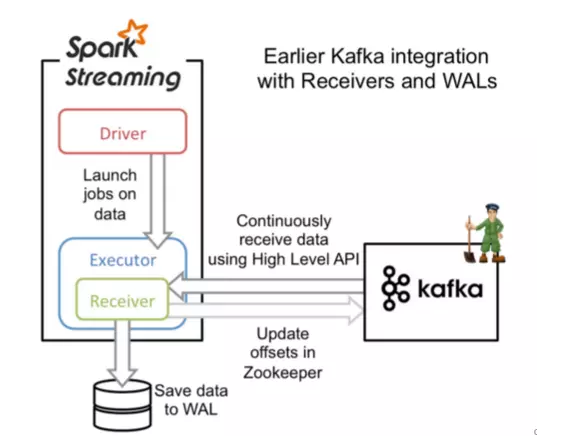 Spark
Streaming
Earlier Kafka integration
with Receivers and WALs
Driver
Launch
jobs on
data
Continuously
receive data
using High Level API
Executor
Receiver
kafka
Update
offsets in
Zookeeper
Save data
to WAL